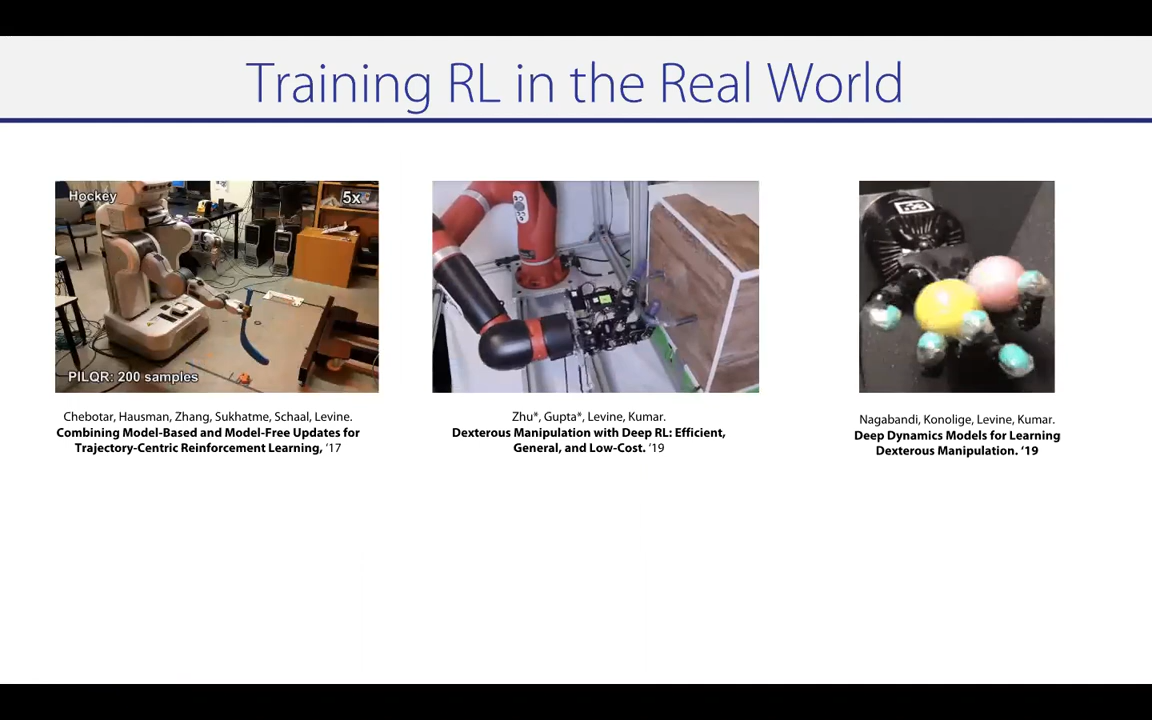 Training RL in the Real World
Hockey
5x
PILQR: 200 samples
Chebotar, Hausman, Zhang, Sukhatme, Schaal, Levine.
Combining Model-Based and Model-Free Updates for
Trajectory-Centric Reinforcement Learning, ‘17
Zhu*, Gupta*, Levine, Kumar.
Dexterous Manipulation with Deep RL: Efficient,
General, and Low-Cost. ‘19
Nagabandi, Konolige, Levine, Kumar.
Deep Dynamics Models for Learning
Dexterous Manipulation. ‘19